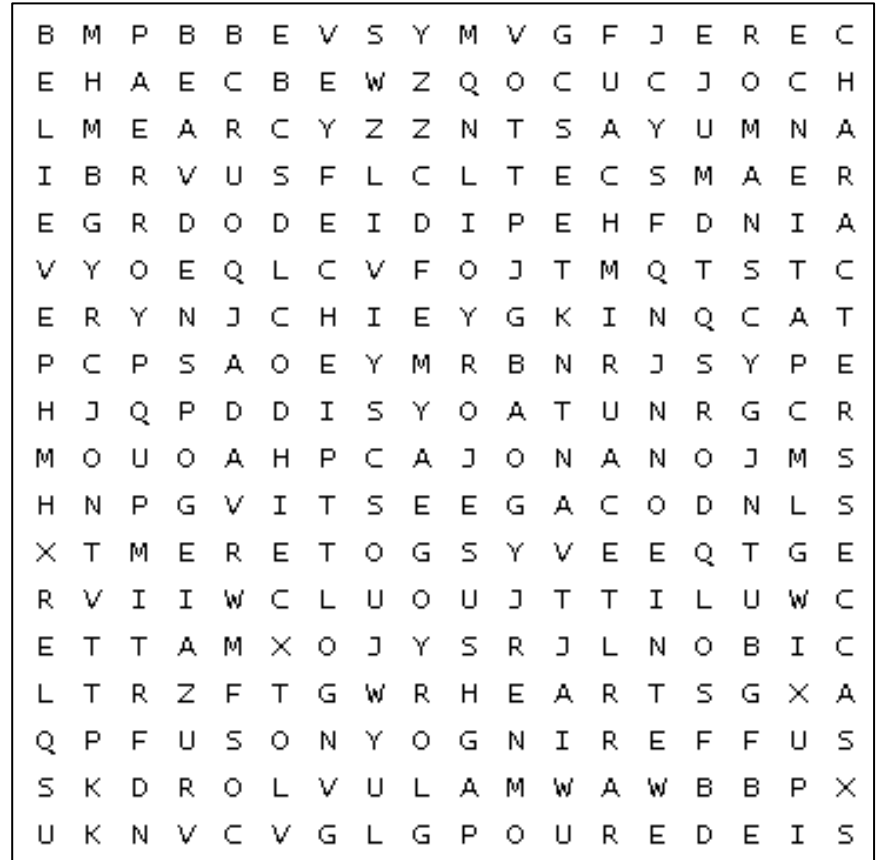 B M P B B E V S Y M V G F J E R E C
E H A E C B E W Z Q O C U C J O C H
L M E A R C Y Z Z N T S A Y U M N A
I B R V U S F L C L T E C S M A E R
E G R D O D E I D I P E H F D N I A
V Y O E Q L C V F O J T M Q T S T C
E R Y N J C H I E Y G K I N Q C A T
P C P S A O E Y M R B N R J S Y P E
H J Q P D D I S Y O A T U N R G C R
M O U O A H P C A J O N A N O J M S
H N P G V I T S E E G A C O D N L S
X T M E R E T O G S Y V E E Q T G E
R V I I W C L U O U J T T I L U W C
E T T A M X O J Y S R J L N O B I C
L T R Z F T G W R H E A R T S G X A
Q P F U S O N Y O G N I R E F F U S
S K D R O L V U L A M W A W B B P X
U K N V C V G L G P O U R E D E I S